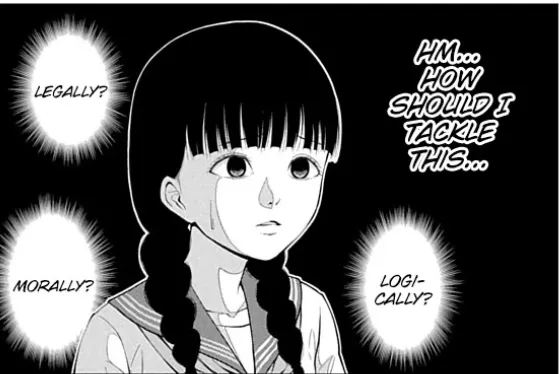 HM...
HOW
SHOULD I
TACKLE
THIS...
LEGALLY?
LOGI-
CALLY?
MORALLY?